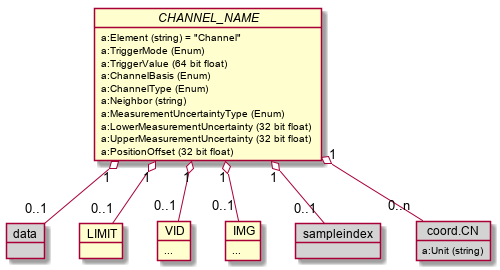 CHANNEL_NAME
a:Element (string) = "Channel"
a:TriggerMode (Enum)
a:TriggerValue (64 bit float)
a:ChannelBasis (Enum)
a:ChannelType (Enum)
a:Neighbor (string)
a:MeasurementUncertaintyType (Enum)
a:LowerMeasurementUncertainty (32 bit float)
a:UpperMeasurementUncertainty (32 bit float)
a:PositionOffset (32 bit float)
1 1 1 1 1 1
0..1 0..1 0..1 0..1 0..1 0..n
data LIMIT VID IMG sampleindex coord.CN
... ... a:Unit (string)